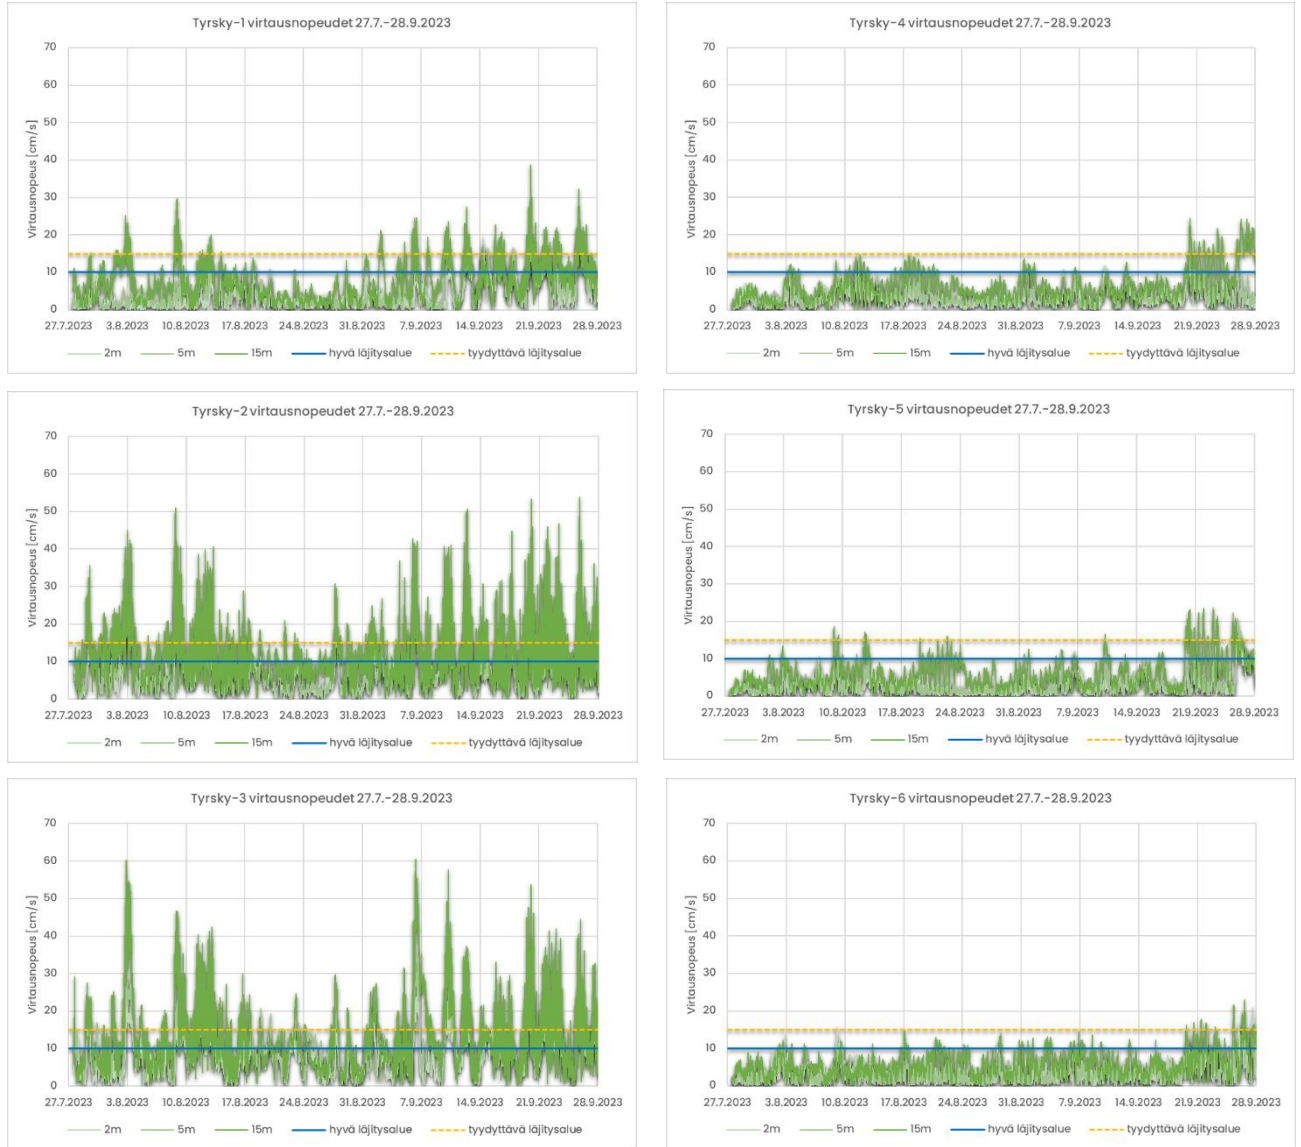 Tyrsky-1 virtausnopeudet 27.7.-28.9.2023
Virtausnopeus [cm/s]
70
60
50
40
30
20
10
0
27.7.2023 3.8.2023 10.8.2023 17.8.2023 24.8.2023 31.8.2023 7.9.2023 14.9.2023 21.9.2023 28.9.2023
2m 5m 15m hyvä läjitysalue tyydyttävä läjitysalue
Tyrsky-4 virtausnopeudet 27.7.-28.9.2023
Virtausnopeus [cm/s]
70
60
50
40
30
20
10
0
27.7.2023 3.8.2023 10.8.2023 17.8.2023 24.8.2023 31.8.2023 7.9.2023 14.9.2023 21.9.2023 28.9.2023
2m 5m 15m hyvä läjitysalue tyydyttävä läjitysalue
Tyrsky-2 virtausnopeudet 27.7.-28.9.2023
Virtausnopeus [cm/s]
70
60
50
40
30
20
10
0
27.7.2023 3.8.2023 10.8.2023 17.8.2023 24.8.2023 31.8.2023 7.9.2023 14.9.2023 21.9.2023 28.9.2023
2m 5m 15m hyvä läjitysalue tyydyttävä läjitysalue
Tyrsky-5 virtausnopeudet 27.7.-28.9.2023
Virtausnopeus [cm/s]
70
60
50
40
30
20
10
0
27.7.2023 3.8.2023 10.8.2023 17.8.2023 24.8.2023 31.8.2023 7.9.2023 14.9.2023 21.9.2023 28.9.2023
2m 5m 15m hyvä läjitysalue tyydyttävä läjitysalue
Tyrsky-3 virtausnopeudet 27.7.-28.9.2023
Virtausnopeus [cm/s]
70
60
50
40
30
20
10
0
27.7.2023 3.8.2023 10.8.2023 17.8.2023 24.8.2023 31.8.2023 7.9.2023 14.9.2023 21.9.2023 28.9.2023
2m 5m 15m hyvä läjitysalue tyydyttävä läjitysalue
Tyrsky-6 virtausnopeudet 27.7.-28.9.2023
Virtausnopeus [cm/s]
70
60
50
40
30
20
10
0
27.7.2023 3.8.2023 10.8.2023 17.8.2023 24.8.2023 31.8.2023 7.9.2023 14.9.2023 21.9.2023 28.9.2023
2m 5m 15m hyvä läjitysalue tyydyttävä läjitysalue